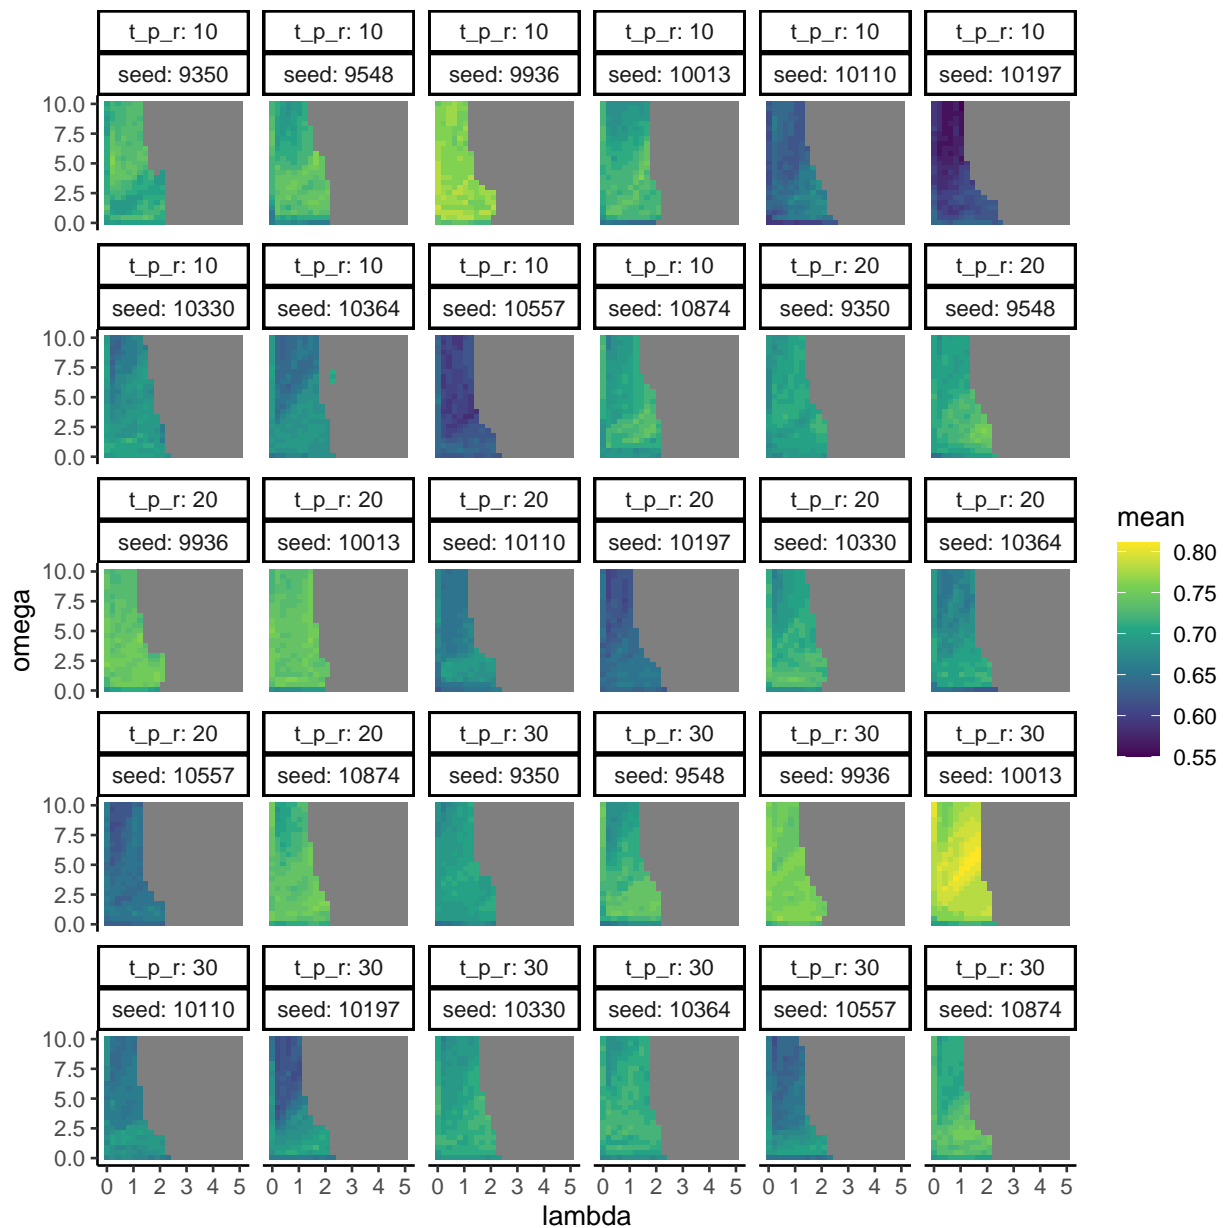 t_p_r: 10 t_p_r: 10 t_p_r: 10 t_p_r: 10 t_p_r: 10 t_p_r: 10
seed: 9350 seed: 9548 seed: 9936 seed: 10013 seed: 10110 seed: 10197
10.0
7.5
5.0
2.5
0.0
t_p_r: 10 t_p_r: 10 t_p_r: 10 t_p_r: 10 t_p_r: 20 t_p_r: 20
seed: 10330 seed: 10364 seed: 10557 seed: 10874 seed: 9350 seed: 9548
10.0
7.5
5.0
2.5
0.0
t_p_r: 20 t_p_r: 20 t_p_r: 20 t_p_r: 20 t_p_r: 20 t_p_r: 20
seed: 9936 seed: 10013 seed: 10110 seed: 10197 seed: 10330 seed: 10364
10.0
7.5
5.0
2.5
0.0
t_p_r: 20 t_p_r: 20 t_p_r: 30 t_p_r: 30 t_p_r: 30 t_p_r: 30
seed: 10557 seed: 10874 seed: 9350 seed: 9548 seed: 9936 seed: 10013
10.0
7.5
5.0
2.5
0.0
t_p_r: 30 t_p_r: 30 t_p_r: 30 t_p_r: 30 t_p_r: 30 t_p_r: 30
seed: 10110 seed: 10197 seed: 10330 seed: 10364 seed: 10557 seed: 10874
10.0
7.5
5.0
2.5
0.0
0 1 2 3 4 5 0 1 2 3 4 5 0 1 2 3 4 5 0 1 2 3 4 5 0 1 2 3 4 5 0 1 2 3 4 5
lambda
omega
mean
0.80
0.75
0.70
0.65
0.60
0.55